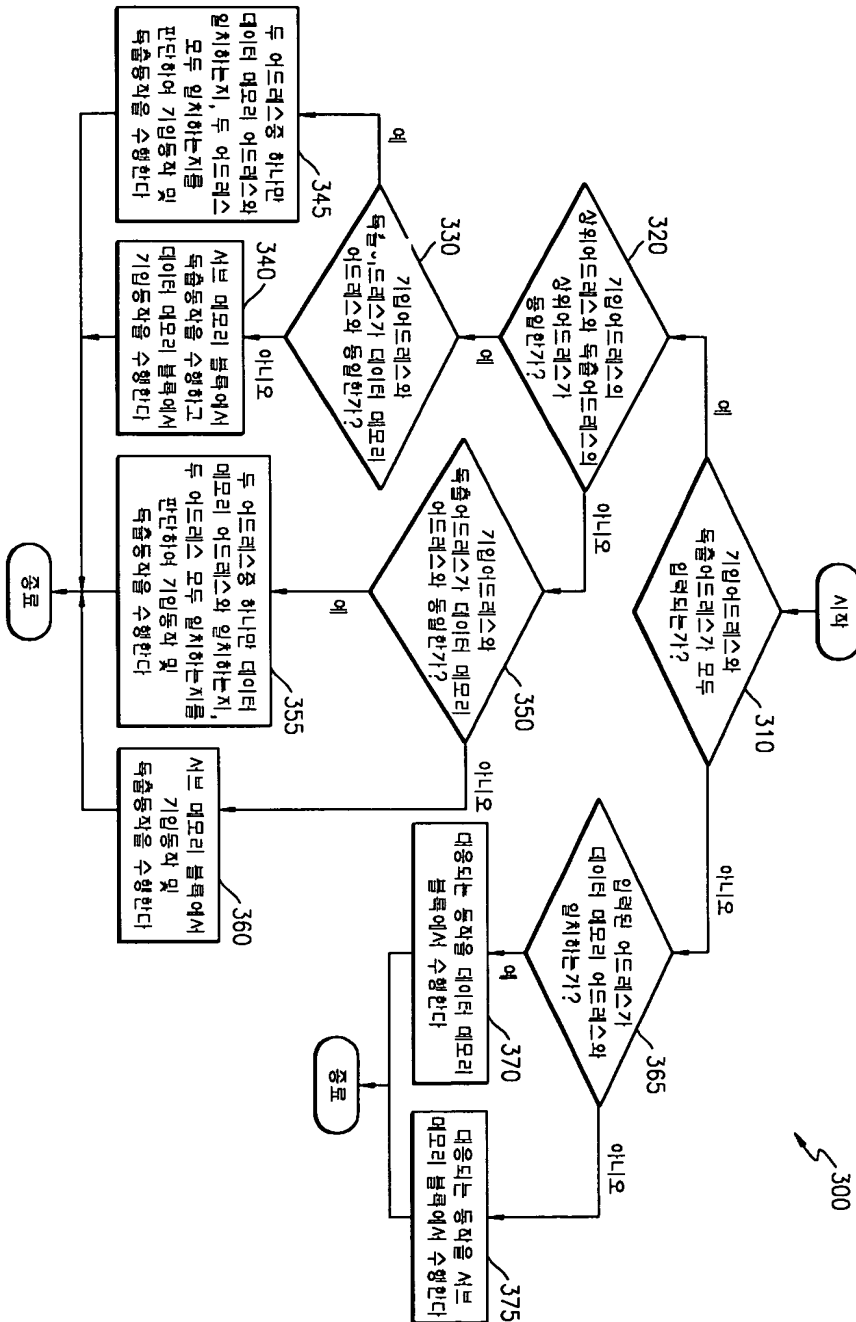 300
시작
기입어드레스와
독출어드레스가 모두
입력되는가?
310
예
아니오
기입어드레스의
상위어드레스와 독출어드레스의
상위어드레스가
동일한가?
320
예
아니오
입력된 어드레스가
데이터 메모리 어드레스와
일치하는가?
365
예
아니오
기입어드레스와
어드레스가 데이터 메모리
어드레스와 동일한가?
330
예
아니오
기입어드레스와
독출어드레스가 데이터 메모리
어드레스와 동일한가?
350
예
아니오
대응되는 동작을 데이터 메모리
블록에서 수행한다
370
대응되는 동작을 서브
메모리 블록에서 수행한다
375
종료
두 어드레스중 하나만
데이터 메모리 어드레스와
일치하는지, 두 어드레스
모두 일치하는지를
판단하여 기입동작 및
독출동작을 수행한다
345
서브 메모리 블록에서
독출동작을 수행하고
데이터 메모리 블록에서
기입동작을 수행한다
340
두 어드레스중 하나만 데이터
메모리 어드레스와 일치하는지,
두 어드레스 모두 일치하는지를
판단하여 기입동작 및
독출동작을 수행한다
355
서브 메모리 블록에서
기입동작 및
독출동작을 수행한다
360
종료